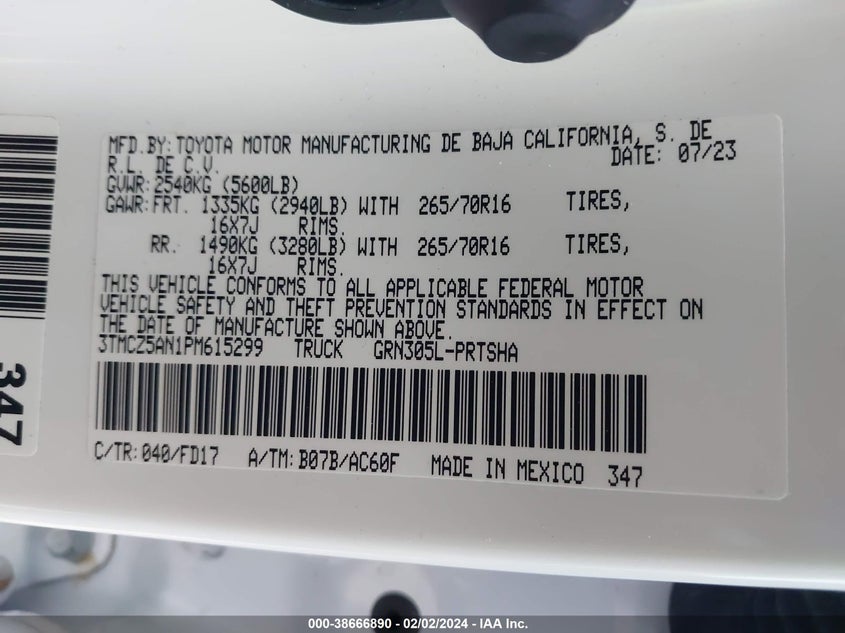 MFD.BY:TOYOTA MOTOR MANUFACTURING DE BAJA CALIFORNIA, S. DE
R.L. DE C.V. DATE: 07/23
GVWR:2540KG (5600LB)
GAWR:FRT. 1335KG (2940LB) WITH 265/70R16 TIRES,
16X7J RIMS.
RR. 1490KG (3280LB) WITH 265/70R16 TIRES,
16X7J RIMS.
THIS VEHICLE CONFORMS TO ALL APPLICABLE FEDERAL MOTOR
VEHICLE SAFETY AND THEFT PREVENTION STANDARDS IN EFFECT ON
THE DATE OF MANUFACTURE SHOWN ABOVE.
3TMCZ5AN1PM615299 TRUCK GRN305L-PRTSHA
C/TR:040/FD17 A/TM:B07B/AC60F MADE IN MEXICO 347
347
000-38666890 — 02/02/2024 — IAA Inc.